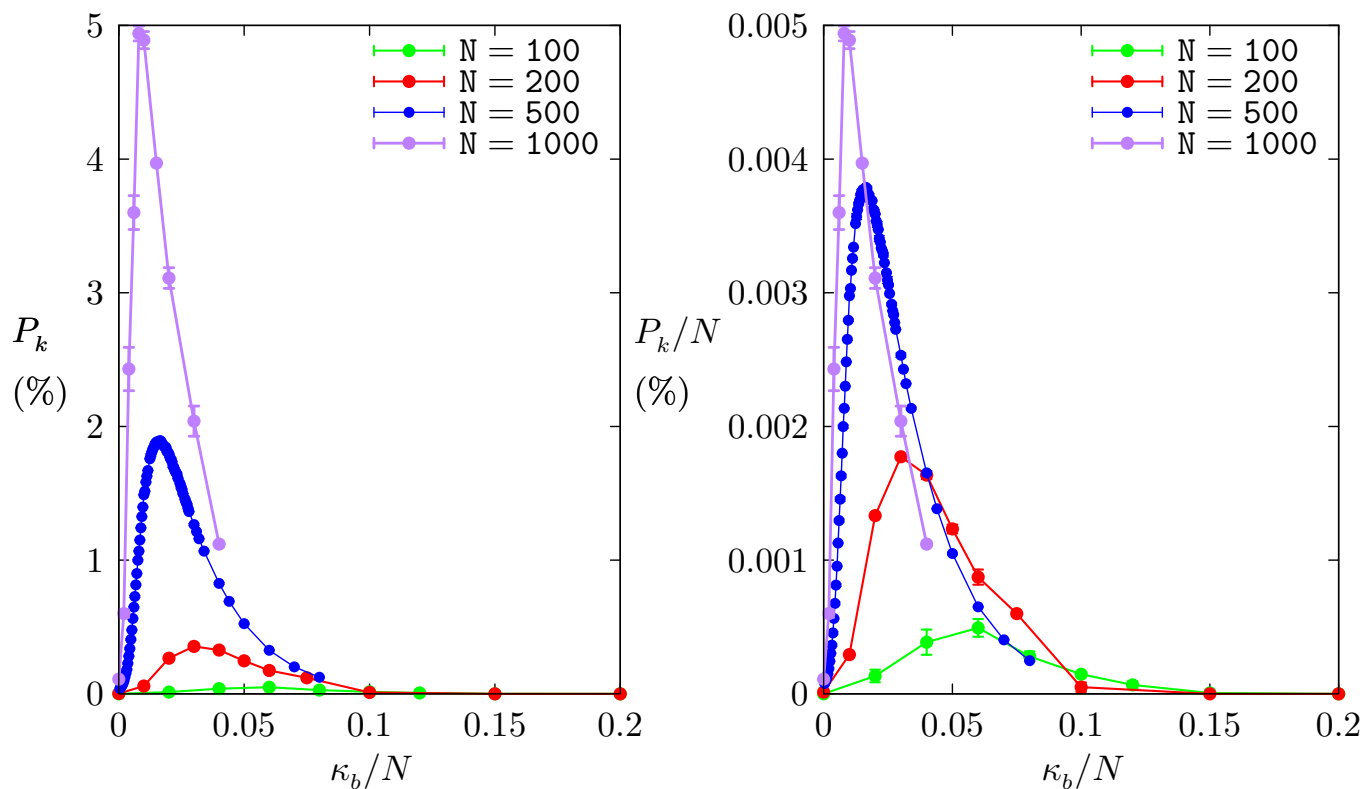 5
4
3
2
1
0
P_k
(%)
N = 100
N = 200
N = 500
N = 1000
0
0.05
0.1
0.15
0.2
κ_b/N
0.005
0.004
0.003
0.002
0.001
0
P_k/N
(%)
N = 100
N = 200
N = 500
N = 1000
0
0.05
0.1
0.15
0.2
κ_b/N